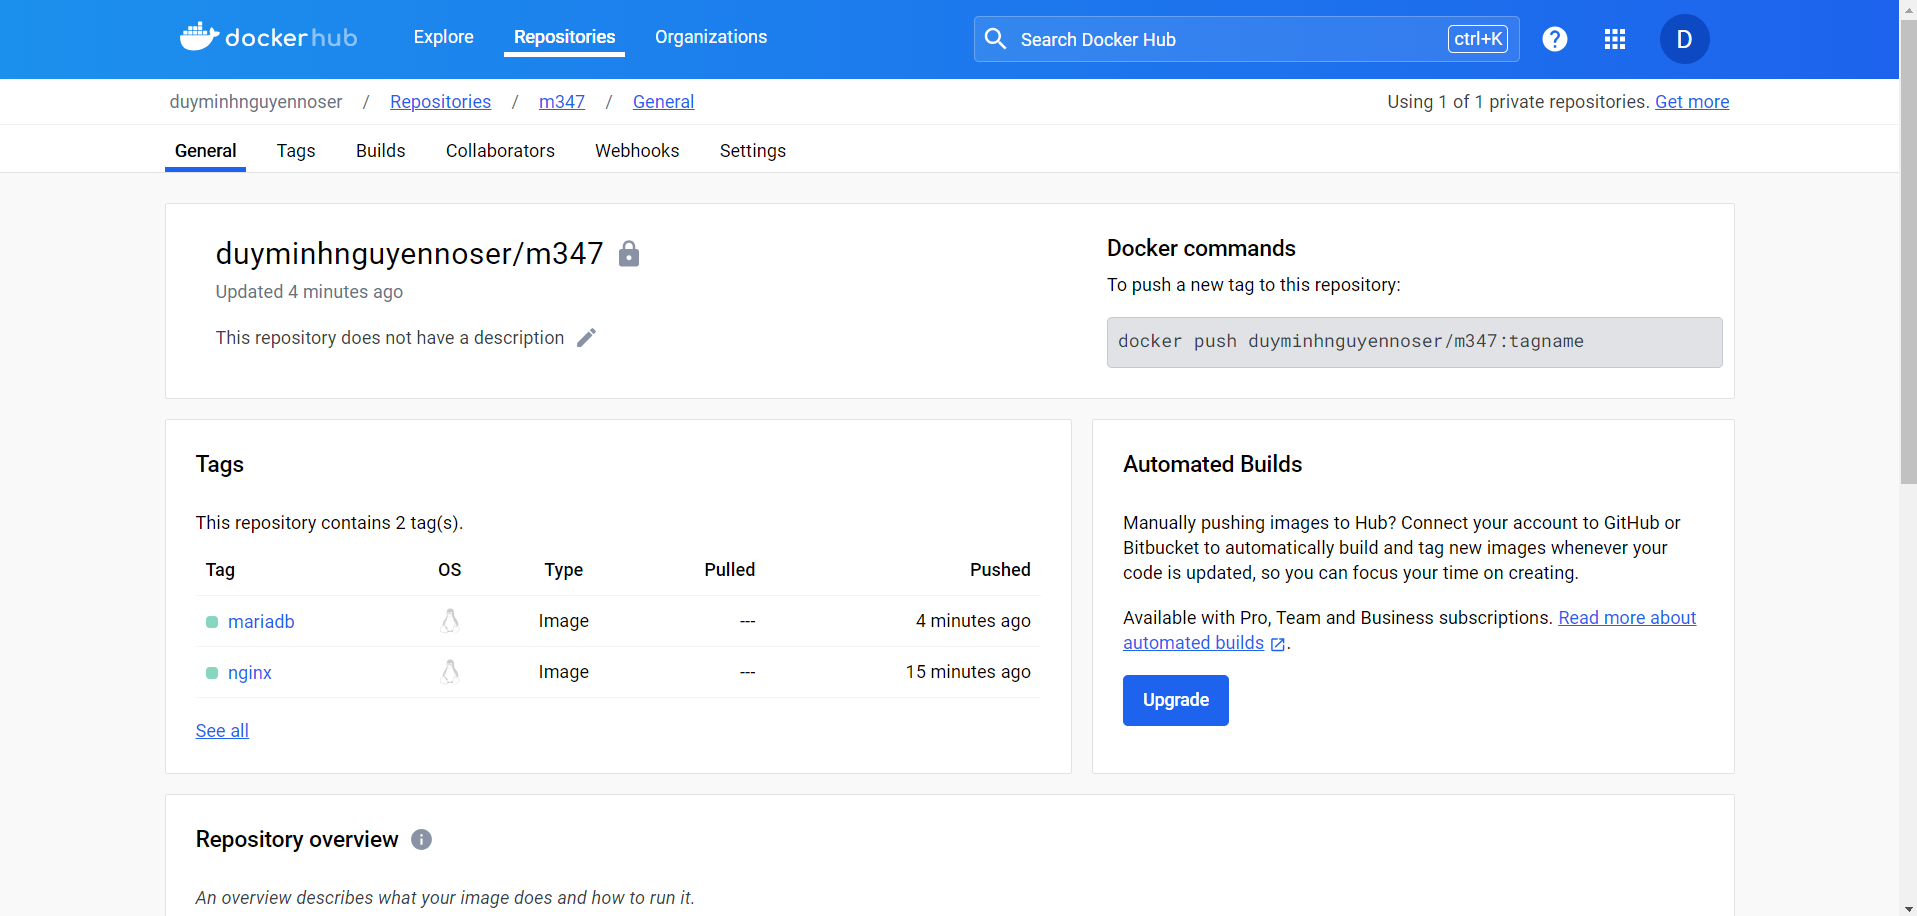 docker hub
Explore
Repositories
Organizations
Search Docker Hub
ctrl+K
D
duyminhnguyennoser / Repositories / m347 / General
Using 1 of 1 private repositories. Get more
General
Tags
Builds
Collaborators
Webhooks
Settings
duyminhnguyennoser/m347
Updated 4 minutes ago
This repository does not have a description
Docker commands
To push a new tag to this repository:
docker push duyminhnguyennoser/m347:tagname
Tags
This repository contains 2 tag(s).
Tag OS Type Pulled Pushed
mariadb Image --- 4 minutes ago
nginx Image --- 15 minutes ago
See all
Automated Builds
Manually pushing images to Hub? Connect your account to GitHub or
Bitbucket to automatically build and tag new images whenever your
code is updated, so you can focus your time on creating.
Available with Pro, Team and Business subscriptions. Read more about
automated builds .
Upgrade
Repository overview
An overview describes what your image does and how to run it.